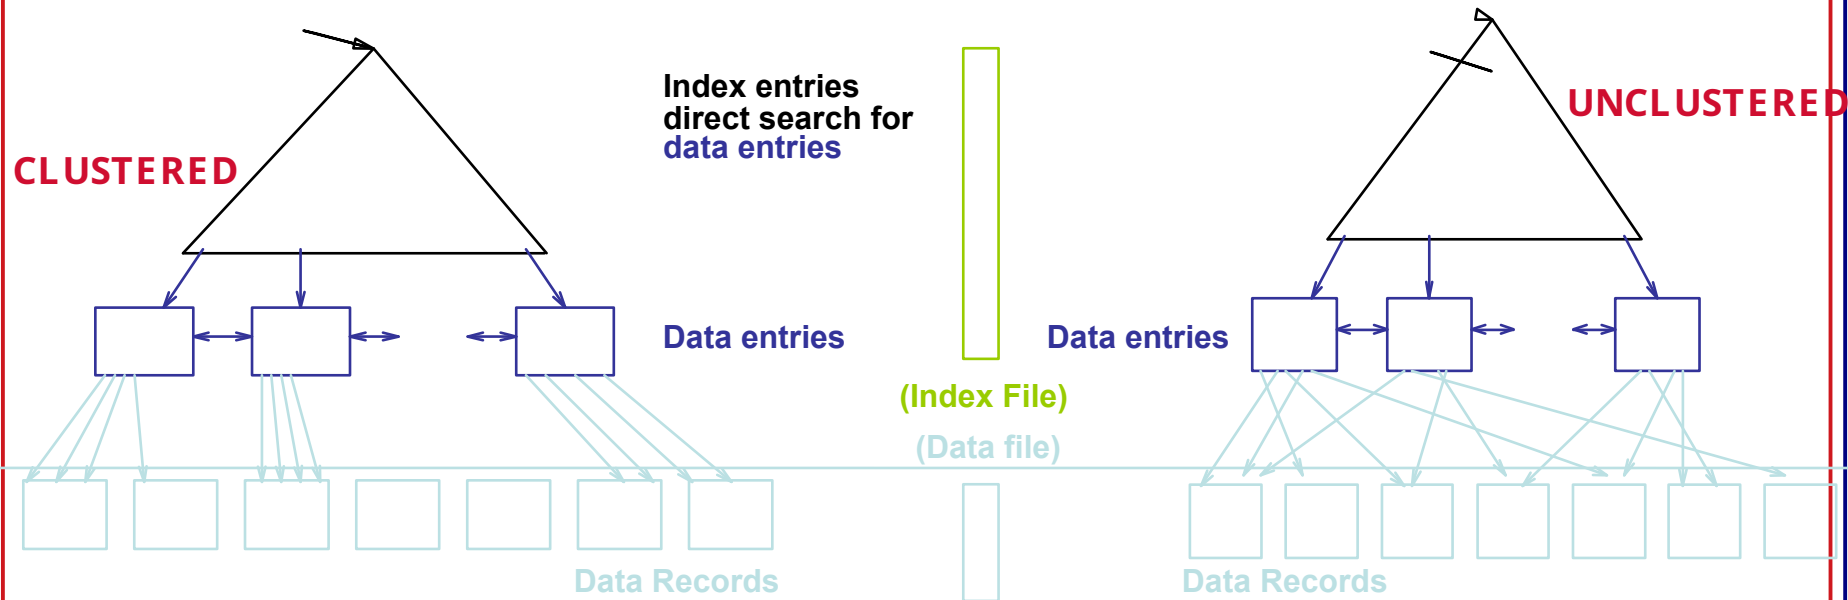 CLUSTERED
Index entries
direct search for
data entries
UNCLUSTERED
Data entries
Data entries
(Index File)
(Data file)
Data Records
Data Records